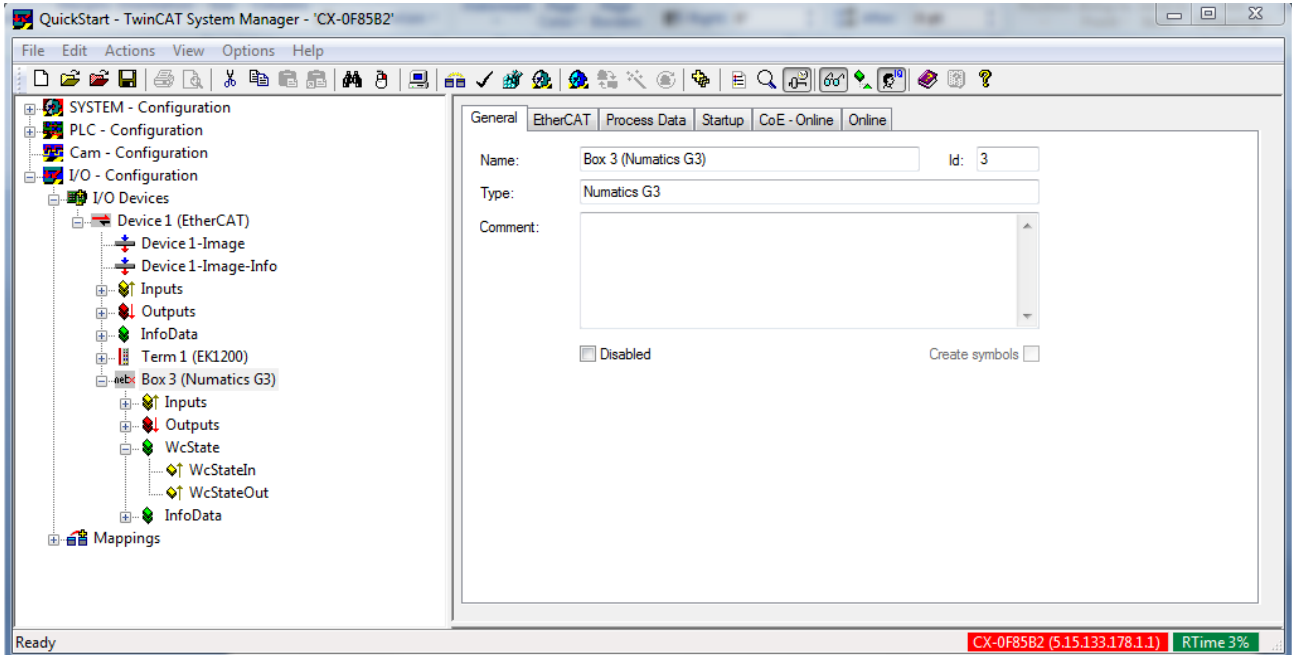 QuickStart - TwinCAT System Manager - 'CX-0F85B2'
File Edit Actions View Options Help
SYSTEM - Configuration
PLC - Configuration
Cam - Configuration
I/O - Configuration
I/O Devices
Device 1 (EtherCAT)
Device 1-Image
Device 1-Image-Info
Inputs
Outputs
InfoData
Term 1 (EK1200)
Box 3 (Numatics G3)
Inputs
Outputs
WcState
WcStateIn
WcStateOut
InfoData
Mappings
General EtherCAT Process Data Startup CoE - Online Online
Name: Box 3 (Numatics G3) Id: 3
Type: Numatics G3
Comment:
Disabled Create symbols
Ready CX-0F85B2 (5.15.133.178.1.1) RTime 3%